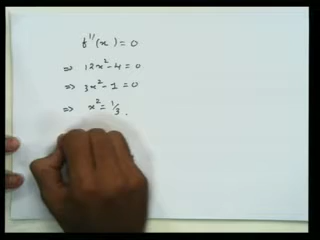 f''(x) = 0
⇒ 12x² - 4 = 0
⇒ 3x² - 1 = 0
⇒ x² = 1/3.